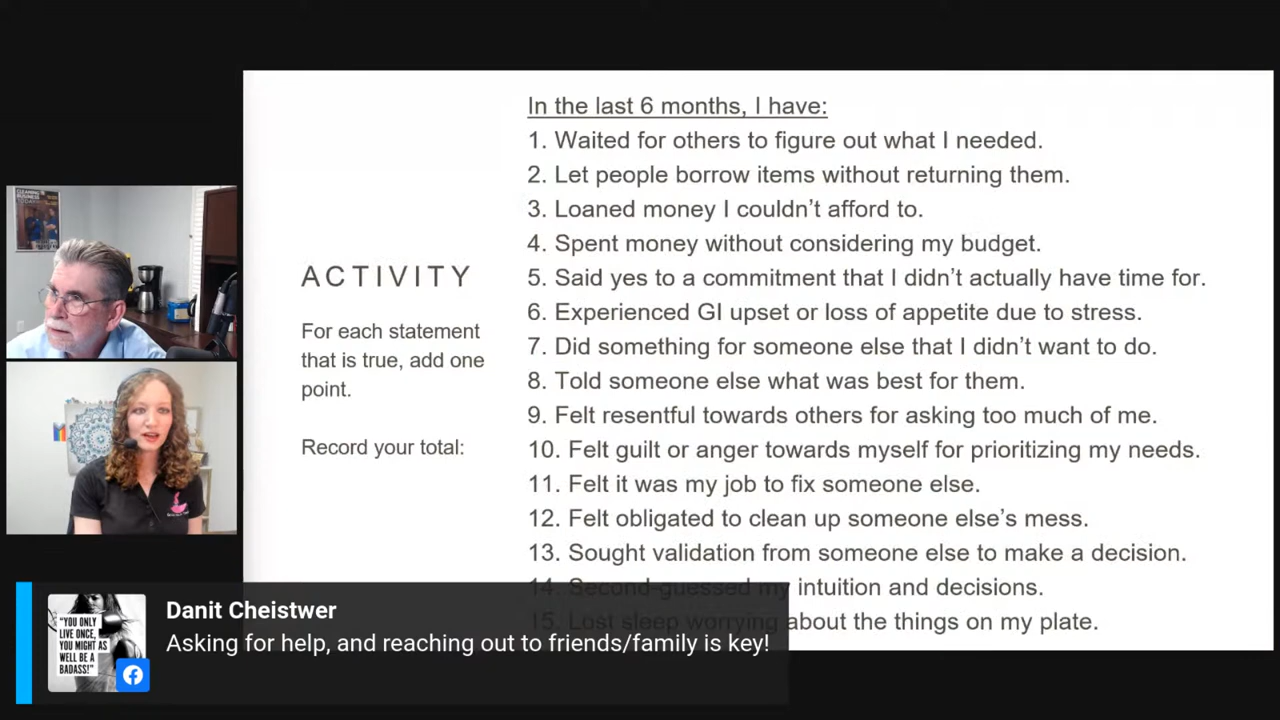 In the last 6 months, I have:
1. Waited for others to figure out what I needed.
2. Let people borrow items without returning them.
3. Loaned money I couldn’t afford to.
4. Spent money without considering my budget.
5. Said yes to a commitment that I didn’t actually have time for.
6. Experienced GI upset or loss of appetite due to stress.
7. Did something for someone else that I didn’t want to do.
8. Told someone else what was best for them.
9. Felt resentful towards others for asking too much of me.
10. Felt guilt or anger towards myself for prioritizing my needs.
11. Felt it was my job to fix someone else.
12. Felt obligated to clean up someone else’s mess.
13. Sought validation from someone else to make a decision.
14. Second-guessed my intuition and decisions.
15. Lost sleep worrying about the things on my plate.
ACTIVITY
For each statement
that is true, add one
point.
Record your total:
CLEANING
BUSINESS
TODAY
Danit Cheistwer
Asking for help, and reaching out to friends/family is key!
"YOU ONLY
LIVE ONCE,
YOU MIGHT AS
WELL BE A
BADASS!"